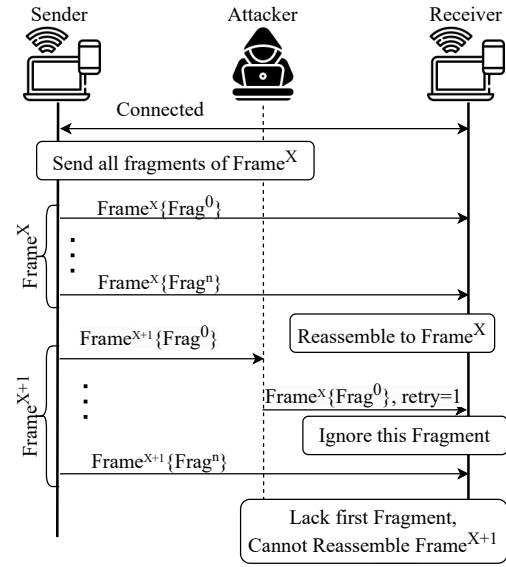 Sender
Attacker
Receiver
Connected
Send all fragments of Frame^X
Frame^X{Frag^0}
Frame^X
Frame^X{Frag^n}
Reassemble to Frame^X
Frame^X+1{Frag^0}
Frame^X+1
Frame^X{Frag^0}, retry=1
Ignore this Fragment
Frame^X+1{Frag^n}
Lack first Fragment,
Cannot Reassemble Frame^X+1